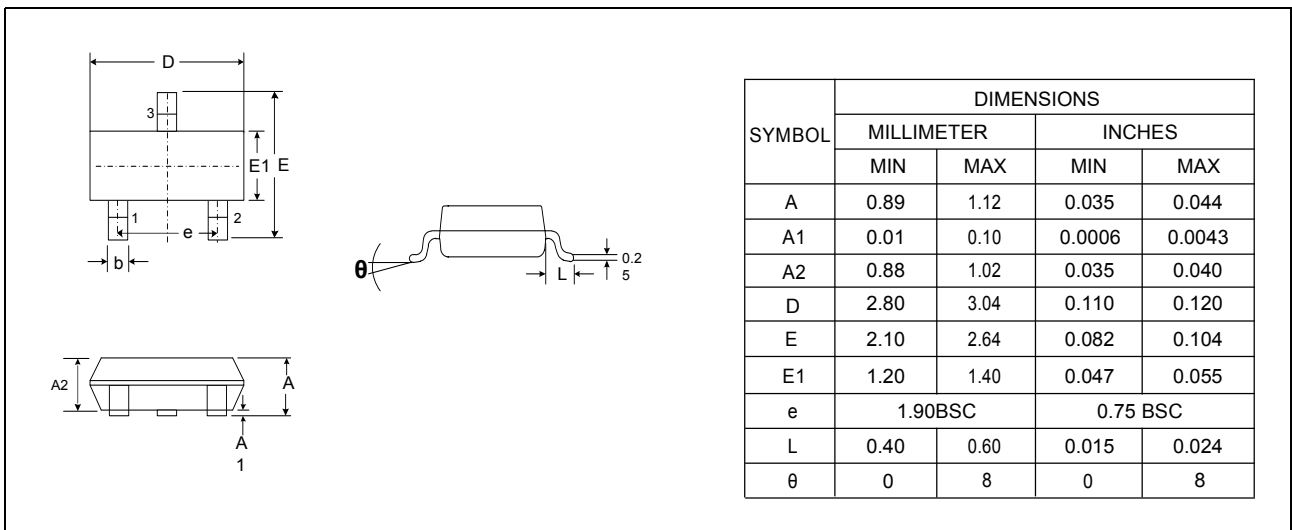 D
3
E1 E
1 2
e
b
θ
L
0.2
5
A2
A
A
1
DIMENSIONS
SYMBOL MILLIMETER INCHES
MIN MAX MIN MAX
A 0.89 1.12 0.035 0.044
A1 0.01 0.10 0.0006 0.0043
A2 0.88 1.02 0.035 0.040
D 2.80 3.04 0.110 0.120
E 2.10 2.64 0.082 0.104
E1 1.20 1.40 0.047 0.055
e 1.90BSC 0.75 BSC
L 0.40 0.60 0.015 0.024
θ 0 8 0 8